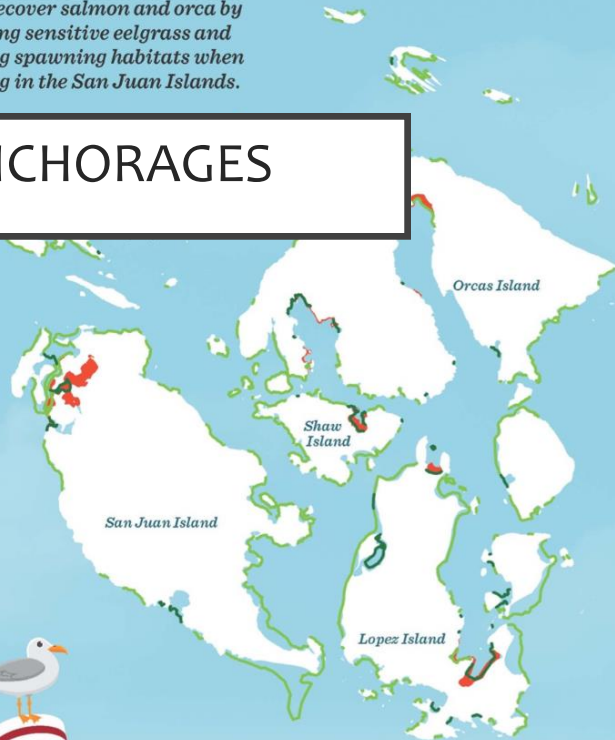 ecover salmon and orca by
ng sensitive eelgrass and
g spawning habitats when
g in the San Juan Islands.
CHORAGES
Orcas Island
Shaw
Island
San Juan Island
Lopez Island